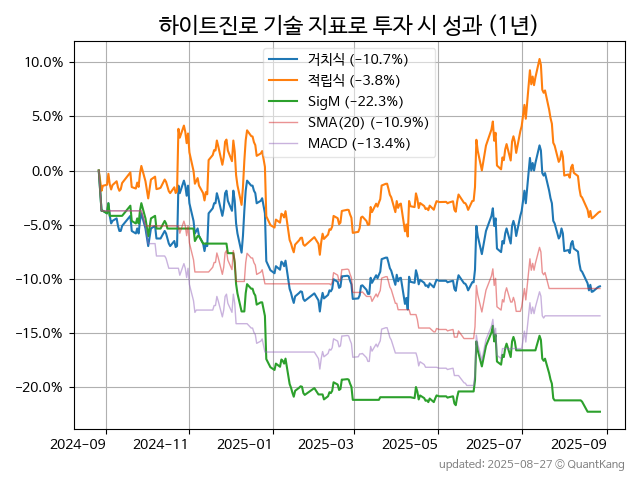 하이트진로 기술 지표로 투자 시 성과 (1년)
거치식 (−10.7%)
적립식 (−3.8%)
SigM (−22.3%)
SMA(20) (−10.9%)
MACD (−13.4%)
10.0%
5.0%
0.0%
−5.0%
−10.0%
−15.0%
−20.0%
2024−09 2024−11 2025−01 2025−03 2025−05 2025−07 2025−09
updated: 2025−08−27 © QuantKang